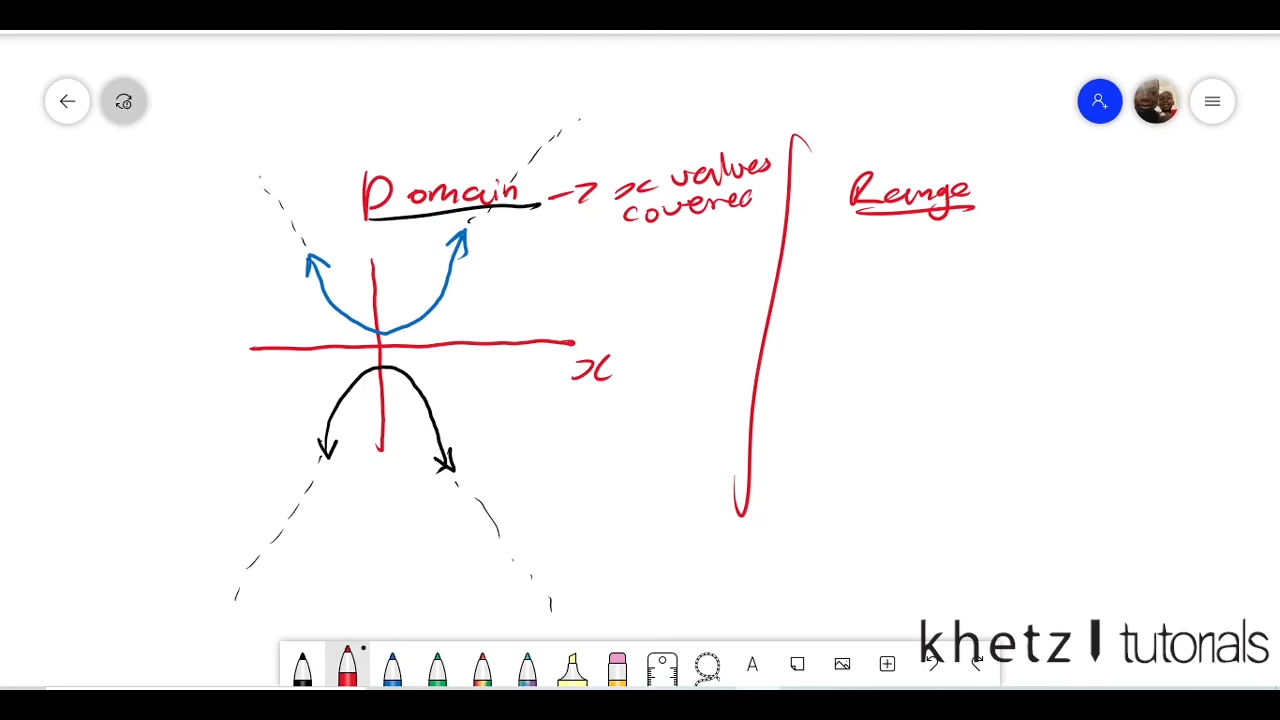 Domain → x values
covered
Range
x
A
khetz tutorials